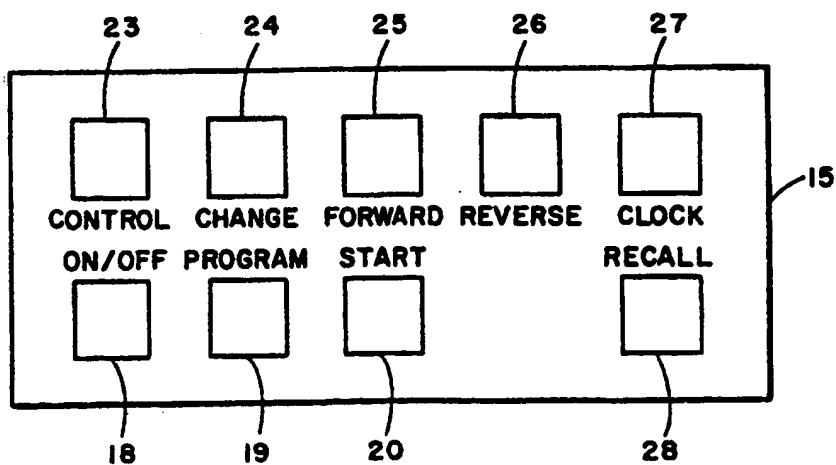 23 24 25 26 27
15
CONTROL CHANGE FORWARD REVERSE CLOCK
ON/OFF PROGRAM START RECALL
18 19 20 28